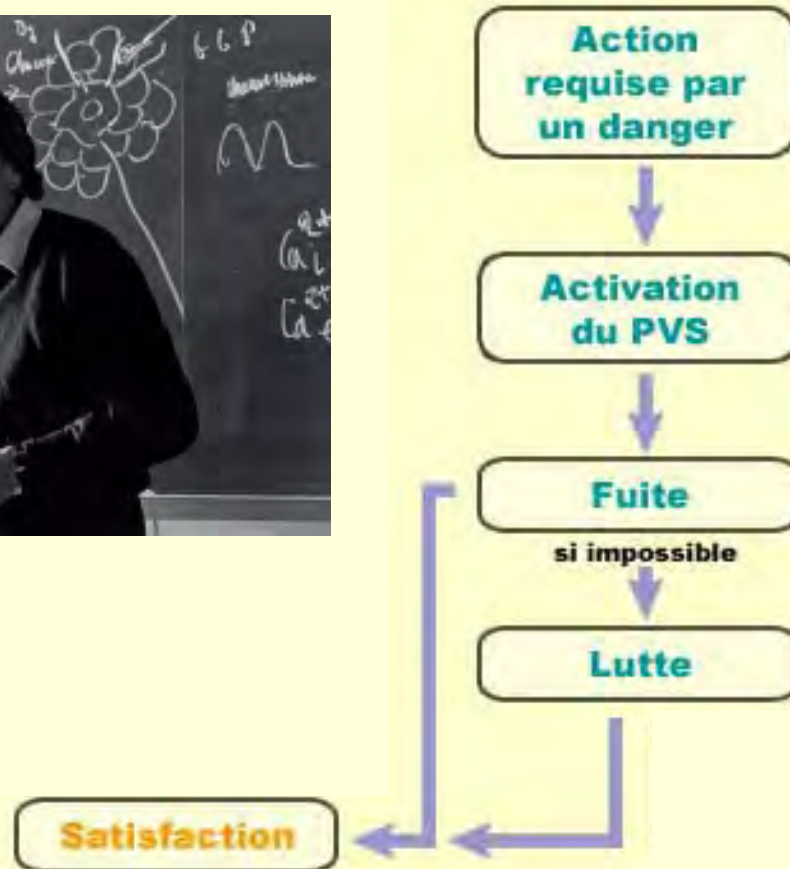 Action
requise par
un danger
Activation
du PVS
Fuite
si impossible
Lutte
Satisfaction